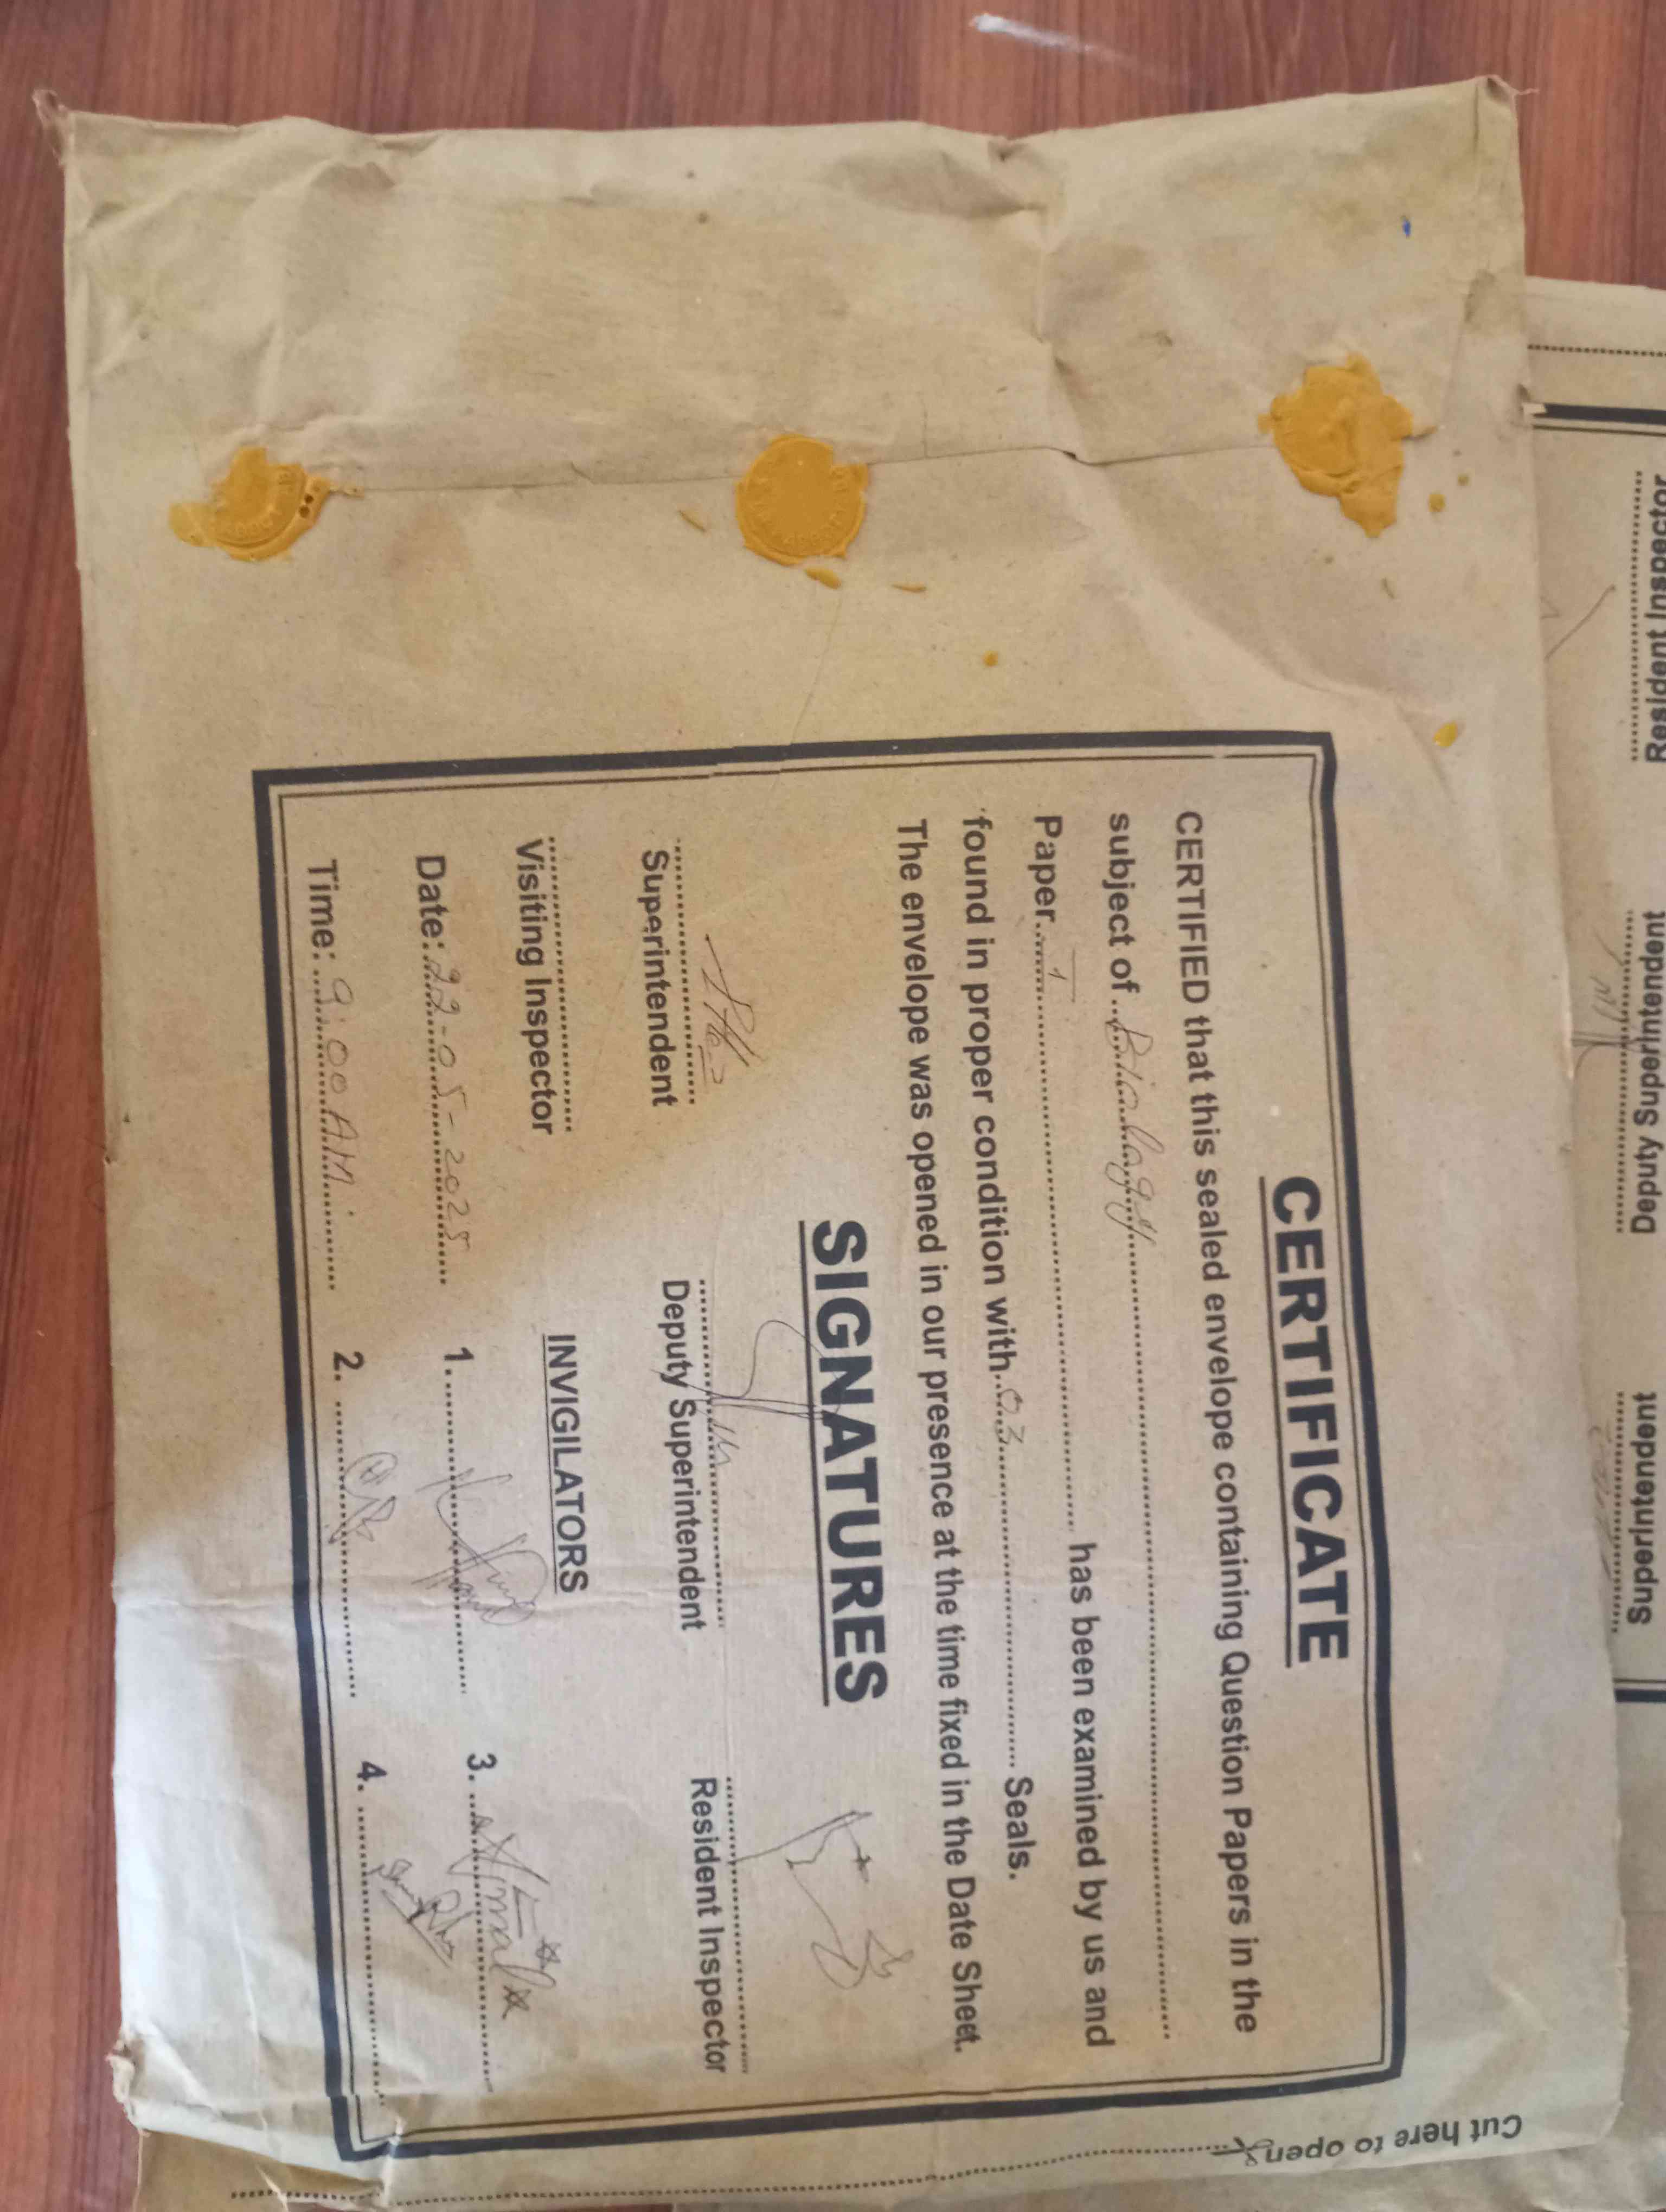 CERTIFICATE
CERTIFIED that this sealed envelope containing Question Papers in the
subject of..Biology
Paper....I.... has been examined by us and
found in proper condition with..03.... Seals.
The envelope was opened in our presence at the time fixed in the Date Sheet.
SIGNATURES
Superintendent Deputy Superintendent Resident Inspector
Visiting Inspector
INVIGILATORS
Date: 22-05-2025 1. 3.
Time: 9:00 AM. 2. 4.
Cut here to open
Resident Inspector
Deputy Superintendent
Superintendent